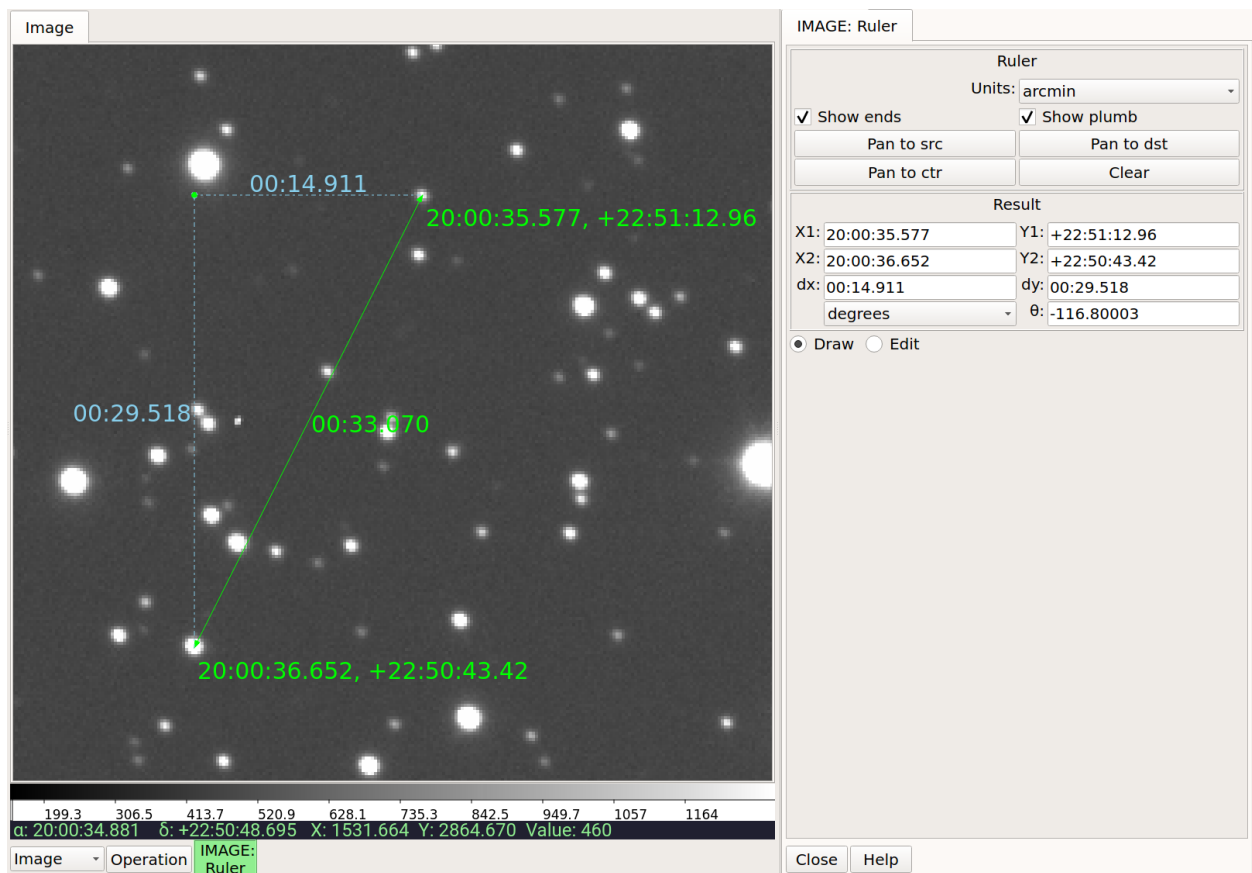 Image
IMAGE: Ruler
Ruler
Units: arcmin
Show ends Show plumb
Pan to src Pan to dst
Pan to ctr Clear
Result
X1: 20:00:35.577 Y1: +22:51:12.96
X2: 20:00:36.652 Y2: +22:50:43.42
dx: 00:14.911 dy: 00:29.518
degrees θ: -116.80003
Draw Edit
00:14.911
20:00:35.577, +22:51:12.96
00:29.518
00:33.070
20:00:36.652, +22:50:43.42
199.3 306.5 413.7 520.9 628.1 735.3 842.5 949.7 1057 1164
α: 20:00:34.881 δ: +22:50:48.695 X: 1531.664 Y: 2864.670 Value: 460
Image Operation IMAGE:
Ruler
Close Help